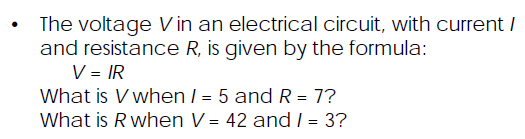 • The voltage V in an electrical circuit, with current I
and resistance R, is given by the formula:
V = IR
What is V when I = 5 and R = 7?
What is R when V = 42 and I = 3?